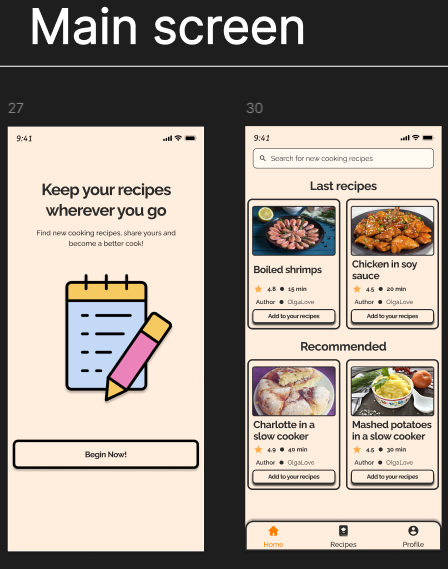 Main screen
27
30
9:41
Keep your recipes
wherever you go
Find new cooking recipes, share yours and
become a better cook!
Begin Now!
9:41
Search for new cooking recipes
Last recipes
Boiled shrimps
4.8 ● 15 min
Author ● OlgaLove
Add to your recipes
Chicken in soy
sauce
4.5 ● 20 min
Author ● OlgaLove
Add to your recipes
Recommended
Charlotte in a
slow cooker
4.9 ● 40 min
Author ● OlgaLove
Add to your recipes
Mashed potatoes
in a slow cooker
4.5 ● 30 min
Author ● OlgaLove
Add to your recipes
Home
Recipes
Profile